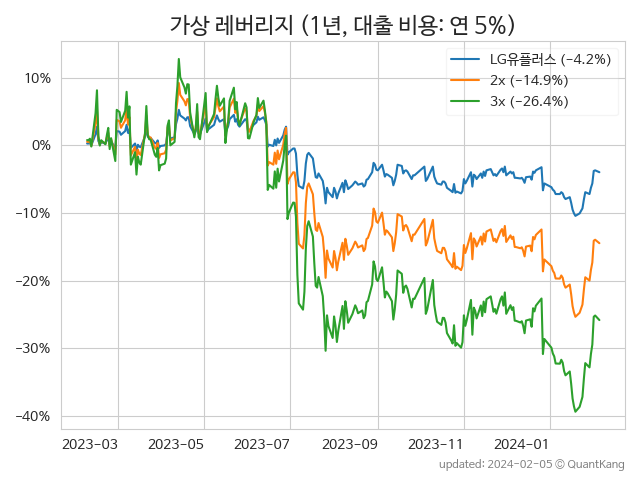 가상 레버리지 (1년, 대출 비용: 연 5%)
LG유플러스 (−4.2%)
2x (−14.9%)
3x (−26.4%)
10%
0%
−10%
−20%
−30%
−40%
2023-03 2023-05 2023-07 2023-09 2023-11 2024-01
updated: 2024-02-05 © QuantKang